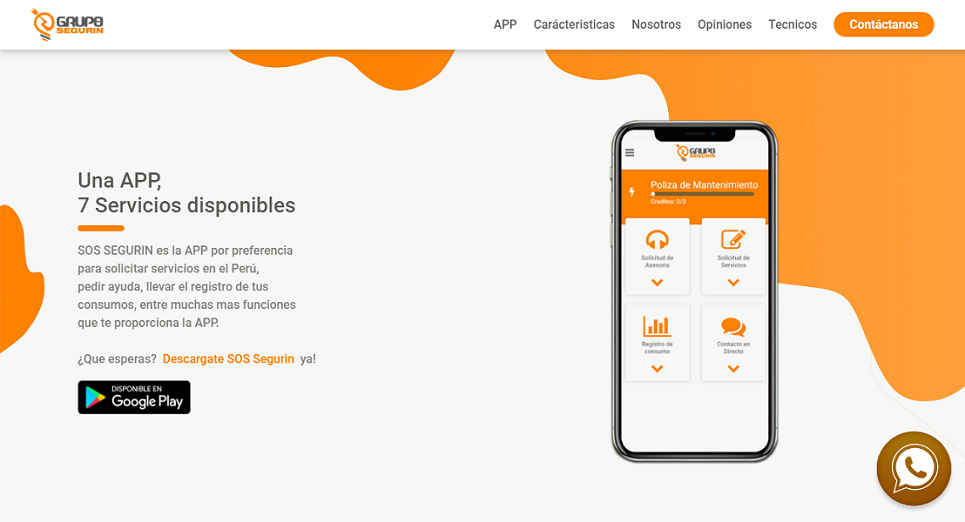 GRUPO
SEGURIN
APP
Carácteristicas
Nosotros
Opiniones
Tecnicos
Contáctanos
Una APP,
7 Servicios disponibles
SOS SEGURIN es la APP por preferencia
para solicitar servicios en el Perú,
pedir ayuda, llevar el registro de tus
consumos, entre muchas mas funciones
que te proporciona la APP.
¿Que esperas? Descargate SOS Segurin ya!
DISPONIBLE EN
Google Play
GRUPO
SEGURIN
Poliza de Mantenimiento
Creditos: 0/3
Solicitud de
Asesoria
Solicitud de
Servicios
Registro de
consumo
Contacto en
Directo